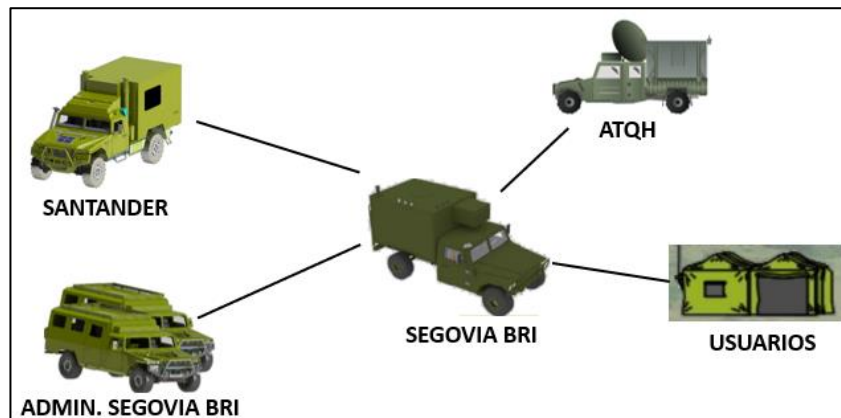 ATQH
SANTANDER
SEGOVIA BRI
USUARIOS
ADMIN. SEGOVIA BRI